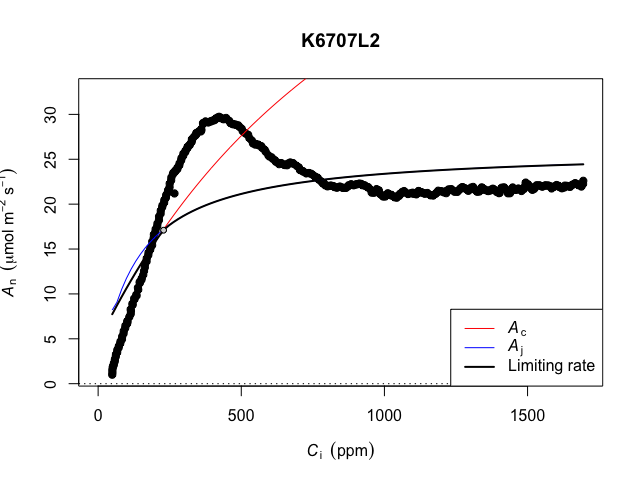 K6707L2
30
25
20
15
10
5
0
Aₙ (μmol m⁻² s⁻¹)
0 500 1000 1500
Cᵢ (ppm)
A꜀
Aⱼ
Limiting rate